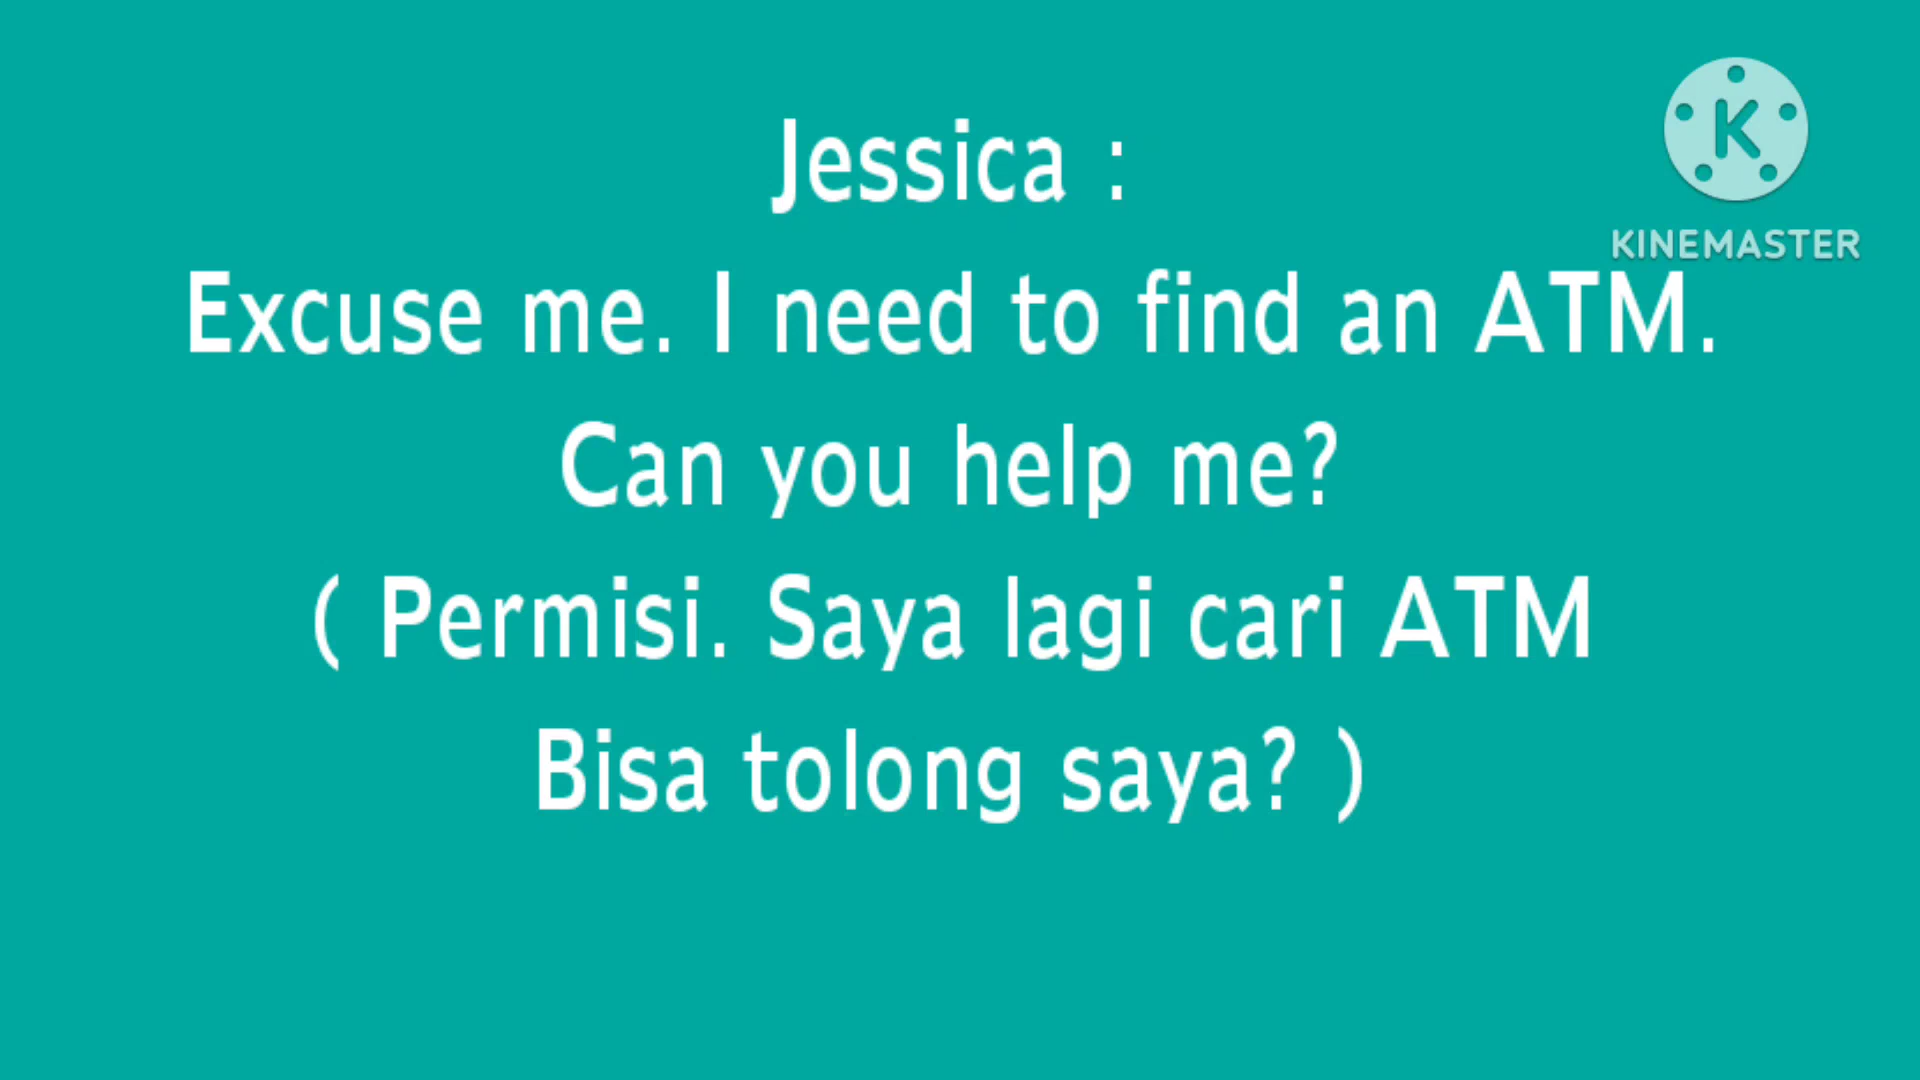 Jessica :
KINEMASTER
Excuse me. I need to find an ATM.
Can you help me?
( Permisi. Saya lagi cari ATM
Bisa tolong saya? )